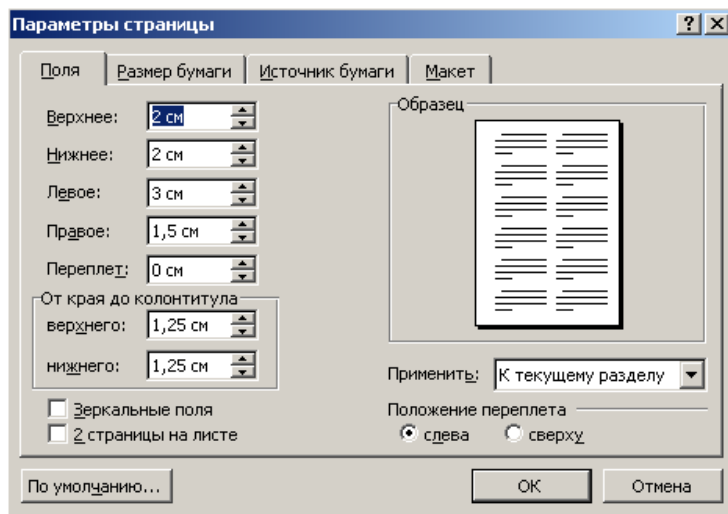 Параметры страницы
Поля Размер бумаги Источник бумаги Макет
Верхнее: 2 см
Нижнее: 2 см
Левое: 3 см
Правое: 1,5 см
Переплет: 0 см
От края до колонтитула
верхнего: 1,25 см
нижнего: 1,25 см
Зеркальные поля
2 страницы на листе
Образец
Применить: К текущему разделу
Положение переплета
слева сверху
По умолчанию... ОК Отмена